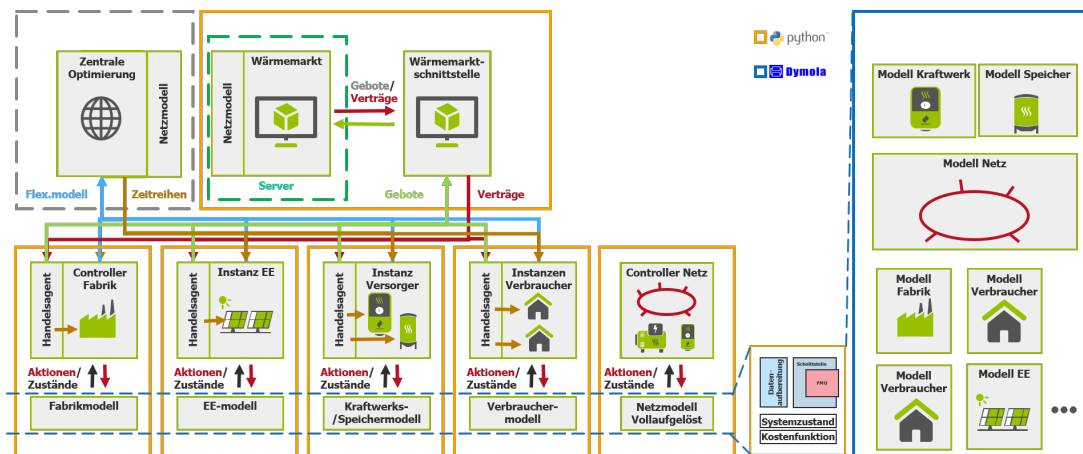 Zentrale
Optimierung
Netzmodell
Flex.modell
Zeitreihen
Netzmodell
Wärmemarkt
Server
Gebote/
Verträge
Wärmemarkt-
schnittstelle
Gebote
Verträge
python
Dymola
Handelsagent
Controller
Fabrik
Handelsagent
Instanz EE
Handelsagent
Instanz
Versorger
Handelsagent
Instanzen
Verbraucher
Controller Netz
Aktionen/
Zustände
Aktionen/
Zustände
Aktionen/
Zustände
Aktionen/
Zustände
Aktionen/
Zustände
Fabrikmodell
EE-modell
Kraftwerks-
/Speichermodell
Verbraucher-
modell
Netzmodell
Vollaufgelöst
Daten-
aufbereitung
Schnittstelle
FMU
Systemzustand
Kostenfunktion
Modell Kraftwerk
Modell Speicher
Modell Netz
Modell
Fabrik
Modell
Verbraucher
Modell
Verbraucher
Modell EE